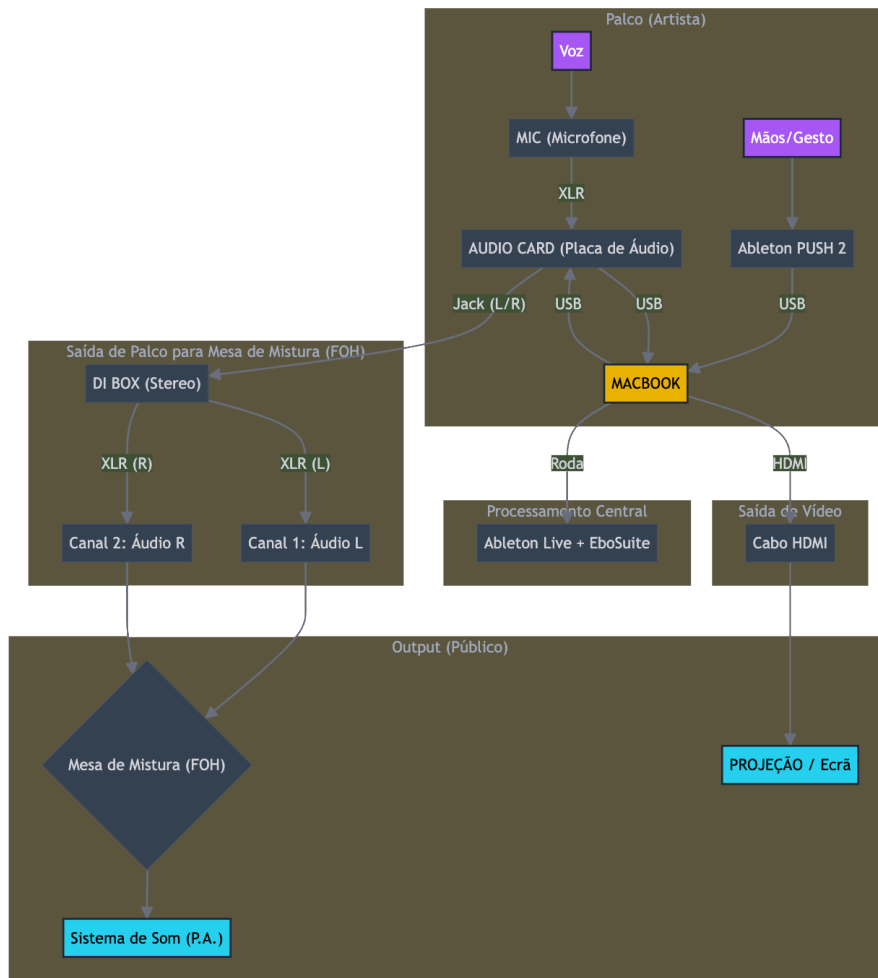 Palco (Artista)
Voz
MIC (Microfone)
Mãos/Gesto
XLR
AUDIO CARD (Placa de Áudio)
Ableton PUSH 2
Jack (L/R)
USB
USB
USB
Saída de Palco para Mesa de Mistura (FOH)
DI BOX (Stereo)
MACBOOK
XLR (R)
XLR (L)
Roda
HDMI
Processamento Central
Saída de Vídeo
Canal 2: Áudio R
Canal 1: Áudio L
Ableton Live + EboSuite
Cabo HDMI
Output (Público)
Mesa de Mistura (FOH)
PROJEÇÃO / Ecrã
Sistema de Som (P.A.)